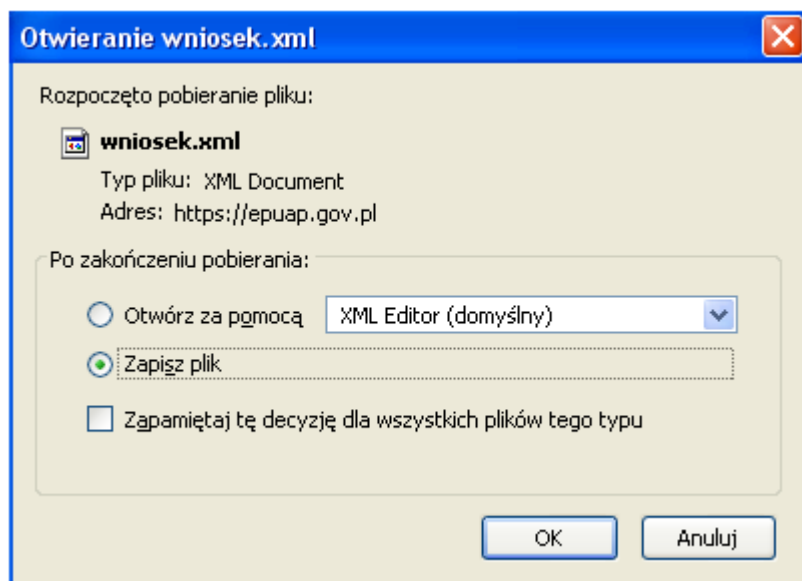 Otwieranie wniosek.xml
Rozpoczęto pobieranie pliku:
wniosek.xml
Typ pliku: XML Document
Adres: https://epuap.gov.pl
Po zakończeniu pobierania:
Otwórz za pomocą XML Editor (domyślny)
Zapisz plik
Zapamiętaj tę decyzję dla wszystkich plików tego typu
OK Anuluj